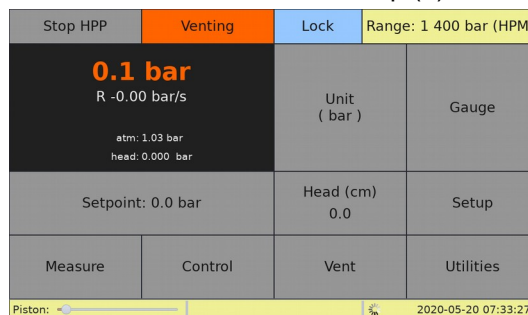 Stop HPP
Venting
Lock
Range: 1 400 bar (HPM
0.1 bar
R -0.00 bar/s
atm: 1.03 bar
head: 0.000 bar
Unit
( bar )
Gauge
Setpoint: 0.0 bar
Head (cm)
0.0
Setup
Measure
Control
Vent
Utilities
Piston:
2020-05-20 07:33:27